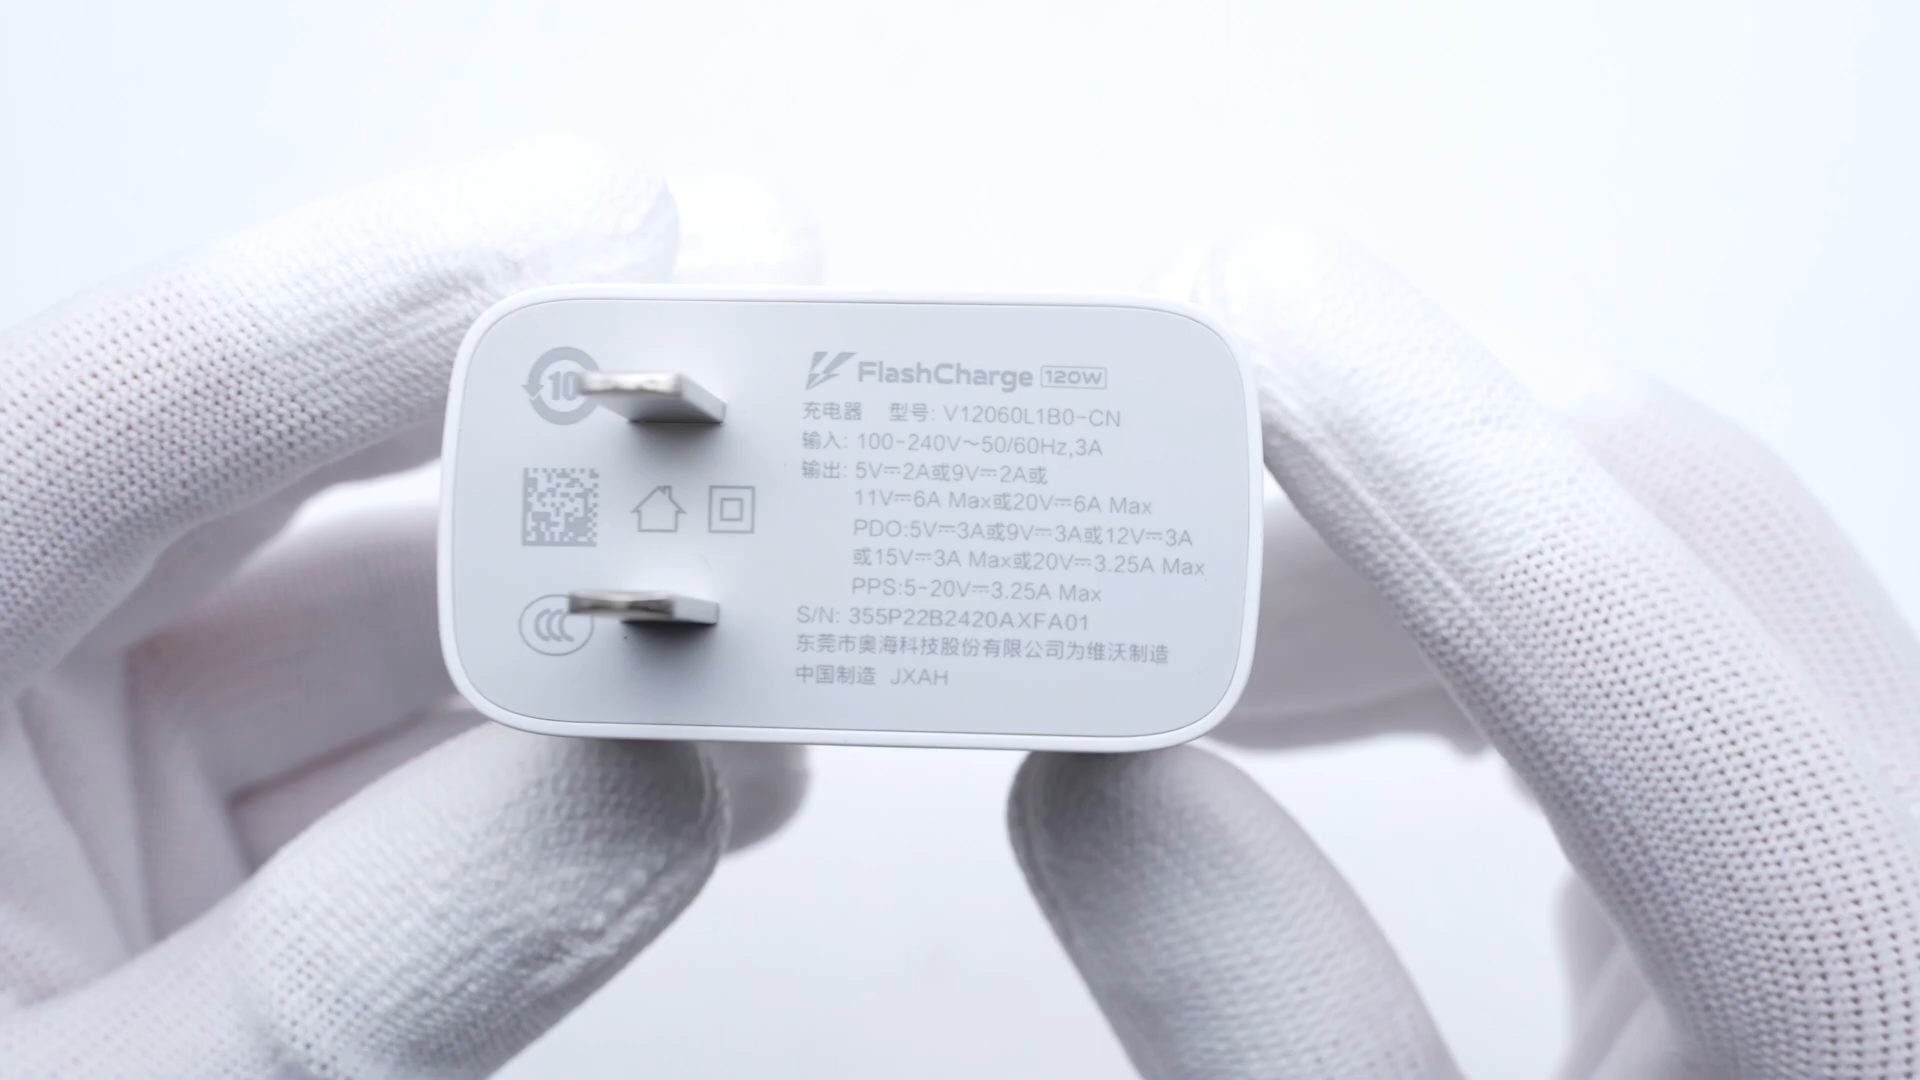 10
FlashCharge 120W
充电器 型号: V12060L1B0-CN
输入: 100-240V~50/60Hz,3A
输出: 5V⎓2A或9V⎓2A或
11V⎓6A Max或20V⎓6A Max
PDO:5V⎓3A或9V⎓3A或12V⎓3A
或15V⎓3A Max或20V⎓3.25A Max
PPS:5-20V⎓3.25A Max
S/N: 355P22B2420AXFA01
东莞市奥海科技股份有限公司为维沃制造
中国制造 JXAH
CCC